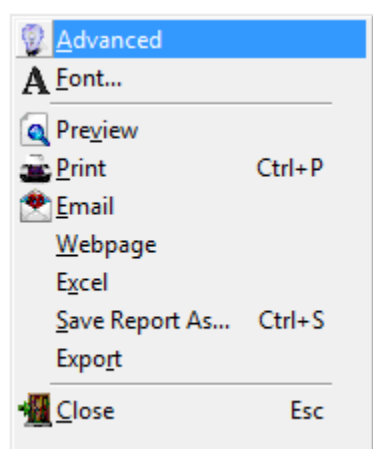 Advanced
Font...
Preview
Print Ctrl+P
Email
Webpage
Excel
Save Report As... Ctrl+S
Export
Close Esc